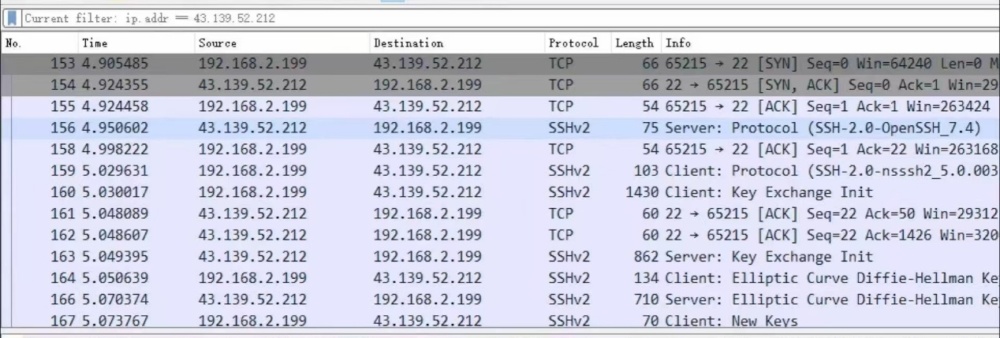 Current filter: ip.addr == 43.139.52.212
No. Time Source Destination Protocol Length Info
153 4.905485 192.168.2.199 43.139.52.212 TCP 66 65215 → 22 [SYN] Seq=0 Win=64240 Len=0 M
154 4.924355 43.139.52.212 192.168.2.199 TCP 66 22 → 65215 [SYN, ACK] Seq=0 Ack=1 Win=29
155 4.924458 192.168.2.199 43.139.52.212 TCP 54 65215 → 22 [ACK] Seq=1 Ack=1 Win=263424
156 4.950602 43.139.52.212 192.168.2.199 SSHv2 75 Server: Protocol (SSH-2.0-OpenSSH_7.4)
158 4.998222 192.168.2.199 43.139.52.212 TCP 54 65215 → 22 [ACK] Seq=1 Ack=22 Win=263168
159 5.029631 192.168.2.199 43.139.52.212 SSHv2 103 Client: Protocol (SSH-2.0-nsssh2_5.0.003
160 5.030017 192.168.2.199 43.139.52.212 SSHv2 1430 Client: Key Exchange Init
161 5.048089 43.139.52.212 192.168.2.199 TCP 60 22 → 65215 [ACK] Seq=22 Ack=50 Win=29312
162 5.048607 43.139.52.212 192.168.2.199 TCP 60 22 → 65215 [ACK] Seq=22 Ack=1426 Win=320
163 5.049395 43.139.52.212 192.168.2.199 SSHv2 862 Server: Key Exchange Init
164 5.050639 192.168.2.199 43.139.52.212 SSHv2 134 Client: Elliptic Curve Diffie-Hellman Ke
166 5.070374 43.139.52.212 192.168.2.199 SSHv2 710 Server: Elliptic Curve Diffie-Hellman Ke
167 5.073767 192.168.2.199 43.139.52.212 SSHv2 70 Client: New Keys